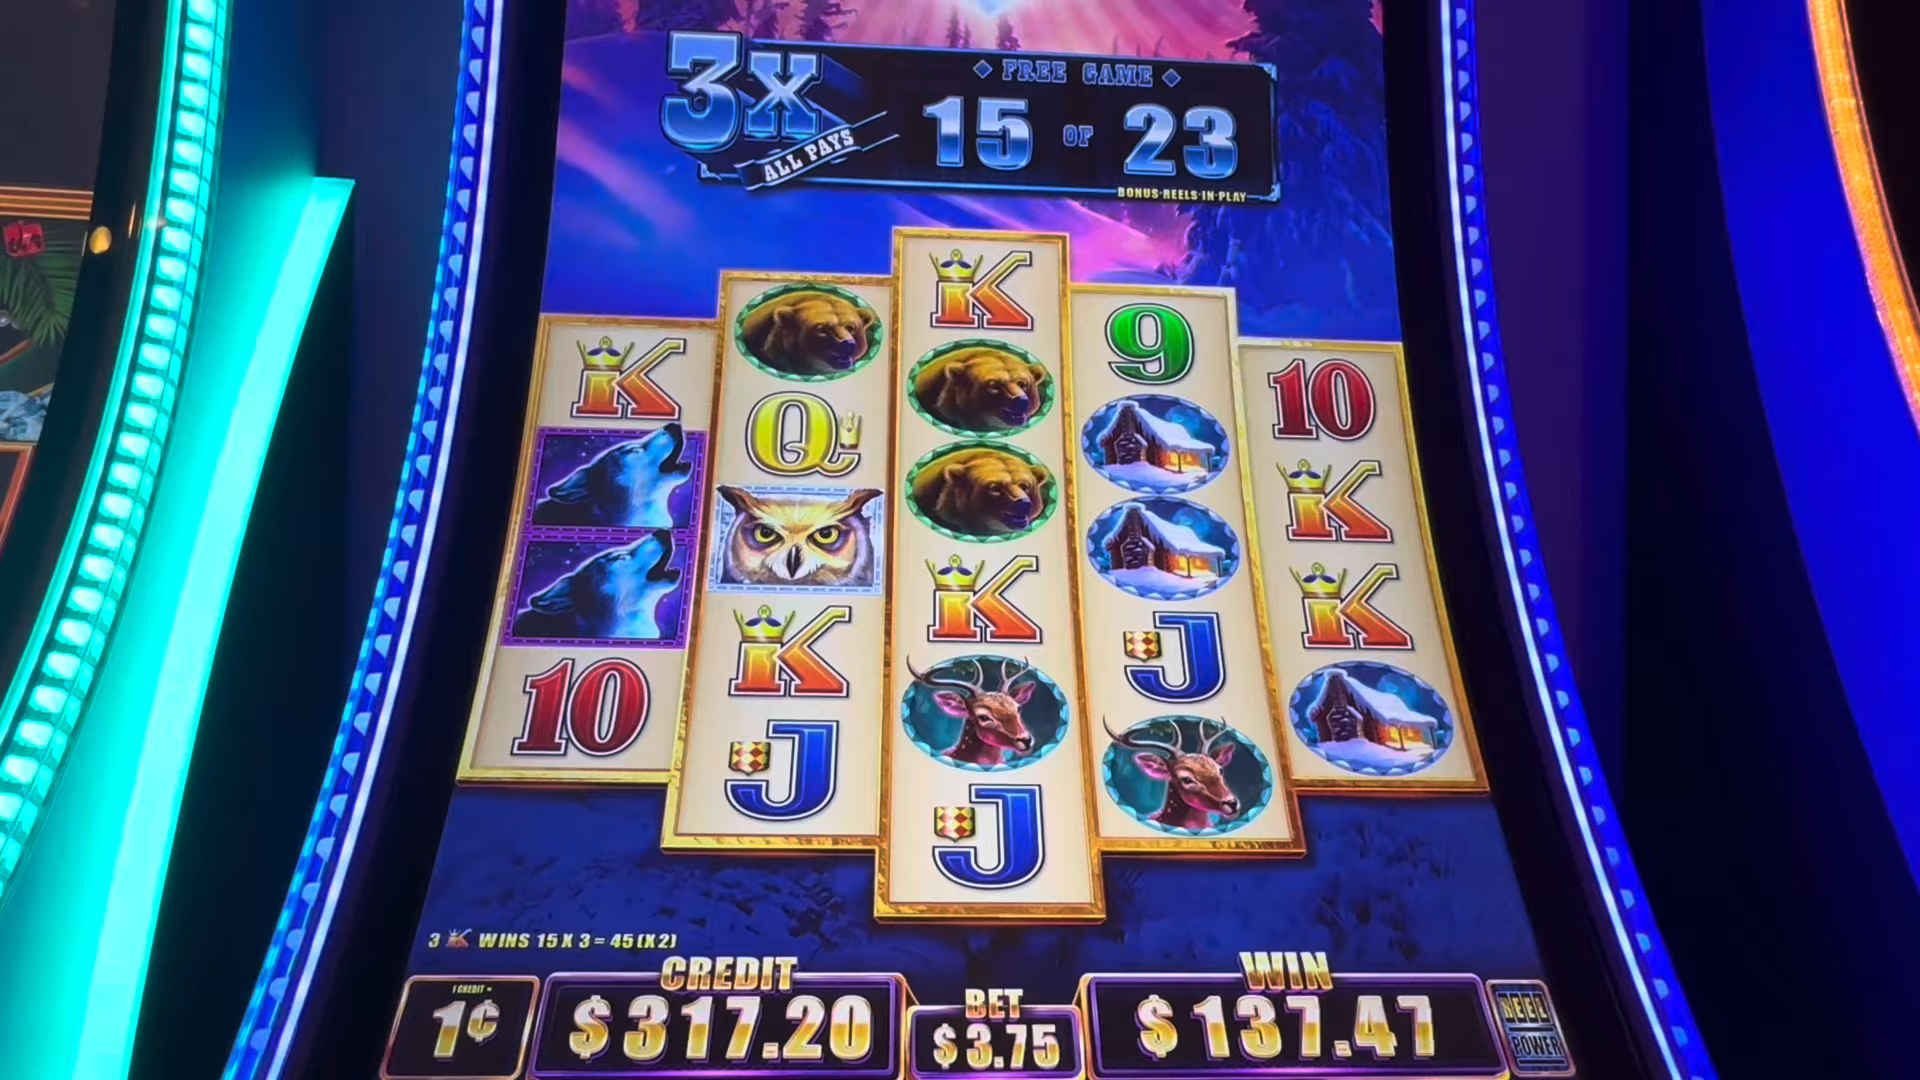 3X
ALL PAYS
FREE GAME
15 OF 23
BONUS REELS IN PLAY
K
K
9
10
K
Q
K
K
K
J
K
10
J
J
3 K WINS 15 X 3 = 45 (X2)
1 CREDIT =
1¢
CREDIT
$317.20
BET
$3.75
WIN
$137.47
REEL
POWER